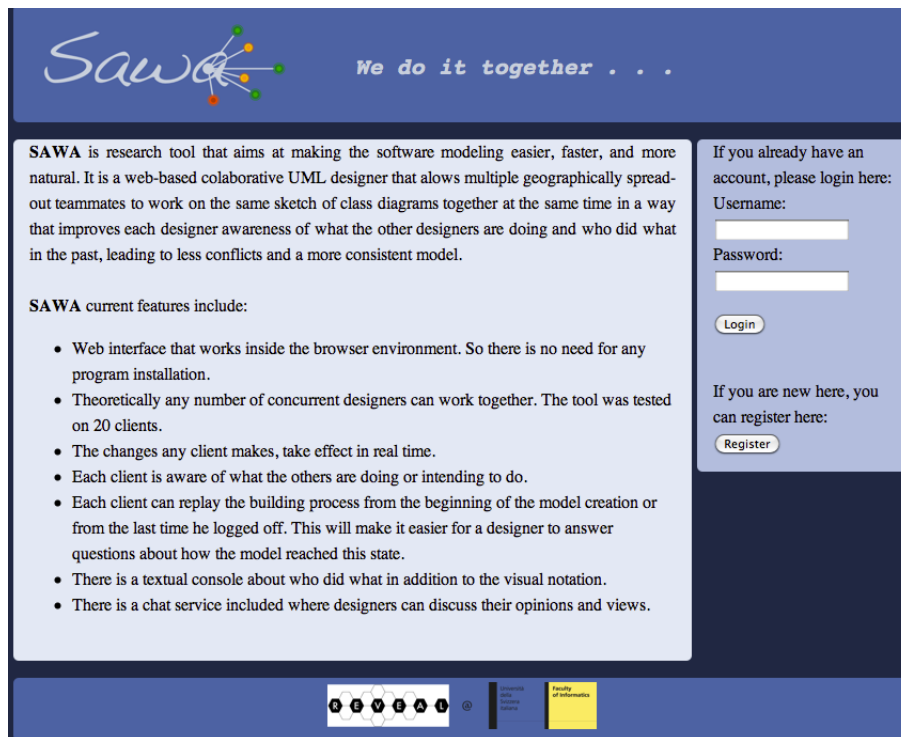 Sawa
We do it together . . .
SAWA is research tool that aims at making the software modeling easier, faster, and more
natural. It is a web-based colaborative UML designer that alows multiple geographically spread-
out teammates to work on the same sketch of class diagrams together at the same time in a way
that improves each designer awareness of what the other designers are doing and who did what
in the past, leading to less conflicts and a more consistent model.
SAWA current features include:
• Web interface that works inside the browser environment. So there is no need for any
program installation.
• Theoretically any number of concurrent designers can work together. The tool was tested
on 20 clients.
• The changes any client makes, take effect in real time.
• Each client is aware of what the others are doing or intending to do.
• Each client can replay the building process from the beginning of the model creation or
from the last time he logged off. This will make it easier for a designer to answer
questions about how the model reached this state.
• There is a textual console about who did what in addition to the visual notation.
• There is a chat service included where designers can discuss their opinions and views.
If you already have an
account, please login here:
Username:
Password:
Login
If you are new here, you
can register here:
Register
REVEAL @
Università
della
Svizzera
italiana
Faculty
of Informatics